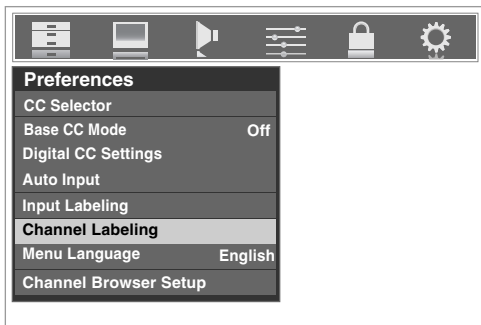 Preferences
CC Selector
Base CC Mode Off
Digital CC Settings
Auto Input
Input Labeling
Channel Labeling
Menu Language English
Channel Browser Setup